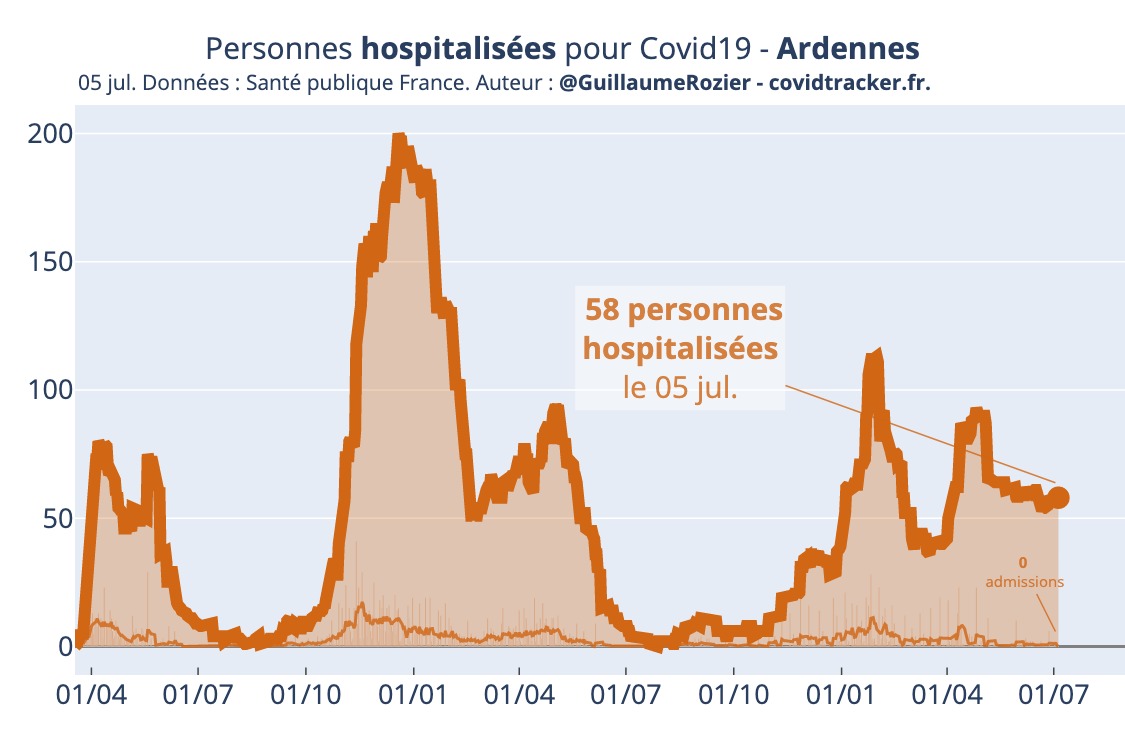 Personnes hospitalisées pour Covid19 - Ardennes
05 jul. Données : Santé publique France. Auteur : @GuillaumeRozier - covidtracker.fr.
200
150
100
50
0
58 personnes
hospitalisées
le 05 jul.
0
admissions
01/04 01/07 01/10 01/01 01/04 01/07 01/10 01/01 01/04 01/07